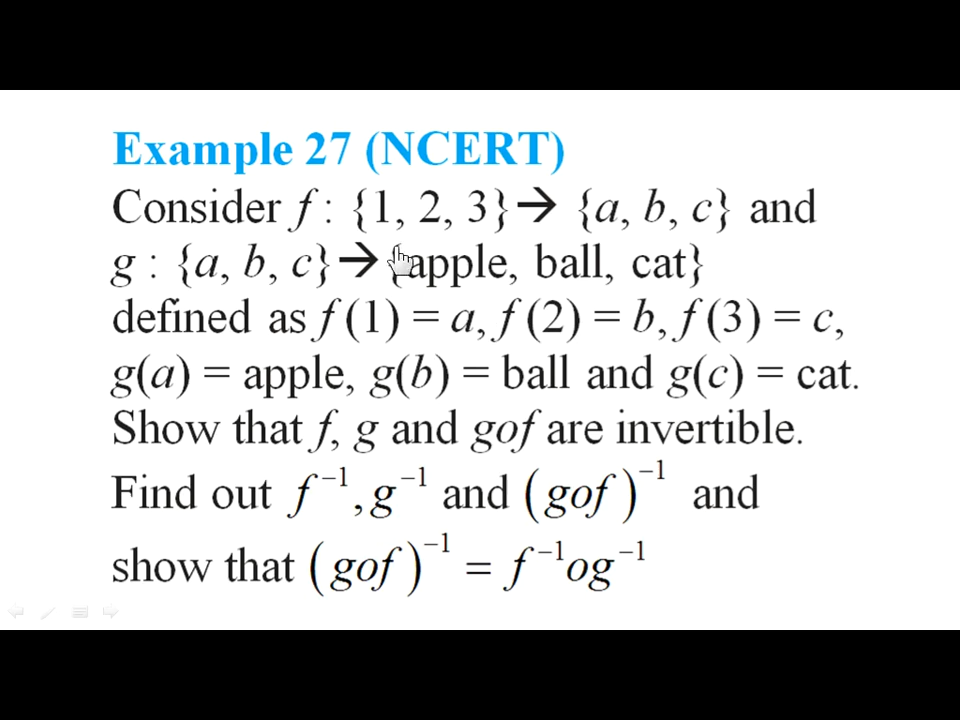 Example 27 (NCERT)
Consider f : {1, 2, 3}→ {a, b, c} and
g : {a, b, c}→{apple, ball, cat}
defined as f (1) = a, f (2) = b, f (3) = c,
g(a) = apple, g(b) = ball and g(c) = cat.
Show that f, g and gof are invertible.
Find out f⁻¹, g⁻¹ and (gof)⁻¹ and
show that (gof)⁻¹ = f⁻¹og⁻¹